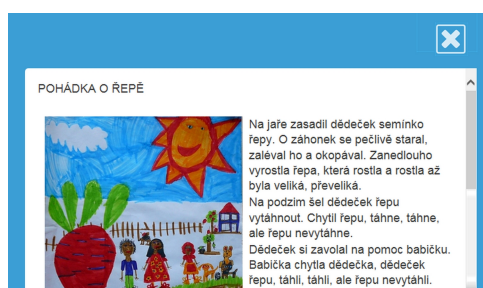 POHÁDKA O ŘEPĚ
Na jaře zasadil dědeček semínko
řepy. O záhonek se pečlivě staral,
zaléval ho a okopával. Zanedlouho
vyrostla řepa, která rostla a rostla až
byla veliká, převeliká.
Na podzim šel dědeček řepu
vytáhnout. Chytil řepu, táhne, táhne,
ale řepu nevytáhne.
Dědeček si zavolal na pomoc babičku.
Babička chytla dědečka, dědeček
řepu, táhli, táhli, ale řepu nevytáhli.